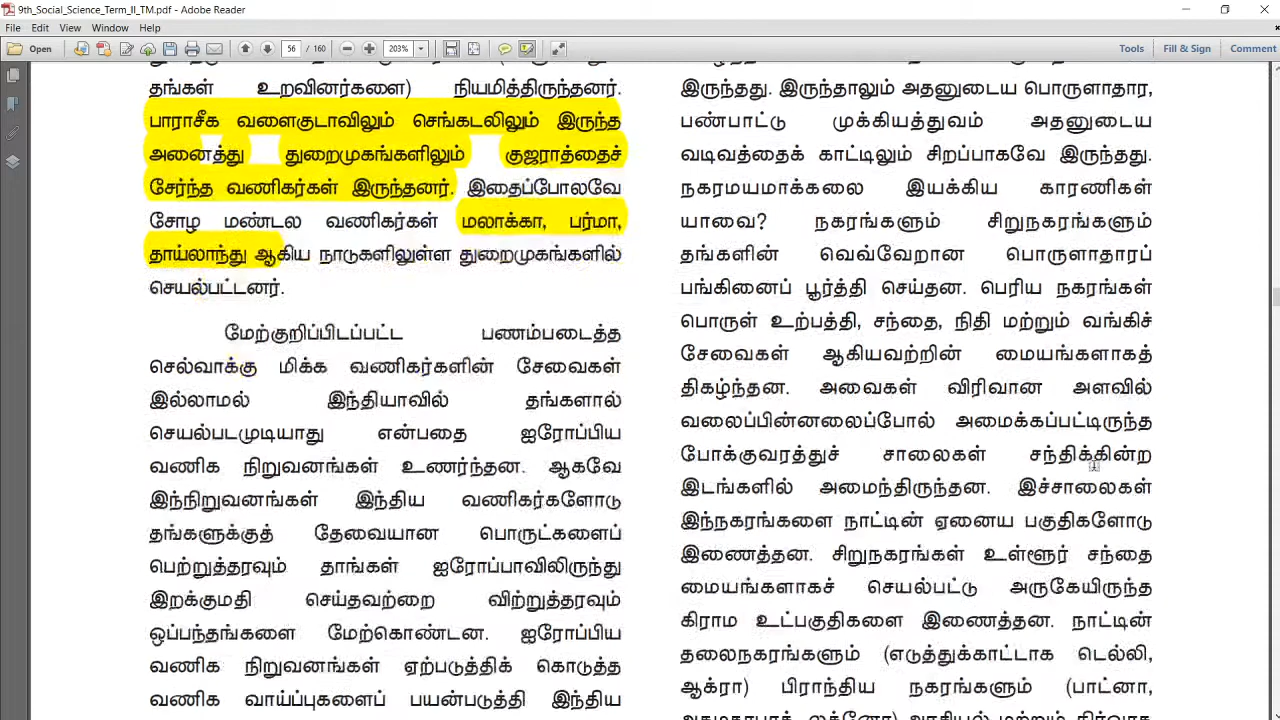 9th_Social_Science_Term_II_TM.pdf - Adobe Reader
File Edit View Window Help
Open 56 / 160 203% Tools Fill & Sign Comment
தங்கள் உறவினர்களை) நியமித்திருந்தனர்.
பாராசீக வளைகுடாவிலும் செங்கடலிலும் இருந்த
அனைத்து துறைமுகங்களிலும் குஜராத்தைச்
சேர்ந்த வணிகர்கள் இருந்தனர். இதைப்போலவே
சோழ மண்டல வணிகர்கள் மலாக்கா, பர்மா,
தாய்லாந்து ஆகிய நாடுகளிலுள்ள துறைமுகங்களில்
செயல்பட்டனர்.
மேற்குறிப்பிடப்பட்ட பணம்படைத்த
செல்வாக்கு மிக்க வணிகர்களின் சேவைகள்
இல்லாமல் இந்தியாவில் தங்களால்
செயல்படமுடியாது என்பதை ஐரோப்பிய
வணிக நிறுவனங்கள் உணர்ந்தன. ஆகவே
இந்நிறுவனங்கள் இந்திய வணிகர்களோடு
தங்களுக்குத் தேவையான பொருட்களைப்
பெற்றுத்தரவும் தாங்கள் ஐரோப்பாவிலிருந்து
இறக்குமதி செய்தவற்றை விற்றுத்தரவும்
ஒப்பந்தங்களை மேற்கொண்டன. ஐரோப்பிய
வணிக நிறுவனங்கள் ஏற்படுத்திக் கொடுத்த
வணிக வாய்ப்புகளைப் பயன்படுத்தி இந்திய
இருந்தது. இருந்தாலும் அதனுடைய பொருளாதார,
பண்பாட்டு முக்கியத்துவம் அதனுடைய
வடிவத்தைக் காட்டிலும் சிறப்பாகவே இருந்தது.
நகரமயமாக்கலை இயக்கிய காரணிகள்
யாவை? நகரங்களும் சிறுநகரங்களும்
தங்களின் வெவ்வேறான பொருளாதாரப்
பங்கினைப் பூர்த்தி செய்தன. பெரிய நகரங்கள்
பொருள் உற்பத்தி, சந்தை, நிதி மற்றும் வங்கிச்
சேவைகள் ஆகியவற்றின் மையங்களாகத்
திகழ்ந்தன. அவைகள் விரிவான அளவில்
வலைப்பின்னலைப்போல் அமைக்கப்பட்டிருந்த
போக்குவரத்துச் சாலைகள் சந்திக்கின்ற
இடங்களில் அமைந்திருந்தன. இச்சாலைகள்
இந்நகரங்களை நாட்டின் ஏனைய பகுதிகளோடு
இணைத்தன. சிறுநகரங்கள் உள்ளூர் சந்தை
மையங்களாகச் செயல்பட்டு அருகேயிருந்த
கிராம உட்பகுதிகளை இணைத்தன. நாட்டின்
தலைநகரங்களும் (எடுத்துக்காட்டாக டெல்லி,
ஆக்ரா) பிராந்திய நகரங்களும் (பாட்னா,